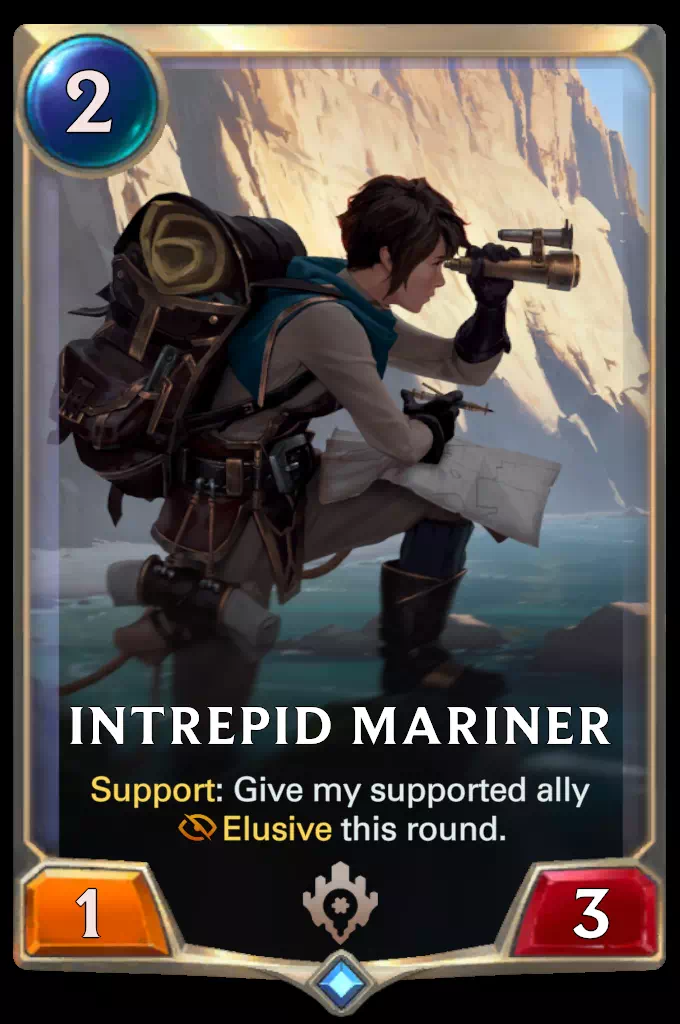 2
INTREPID MARINER
Support: Give my supported ally
Elusive this round.
1
3